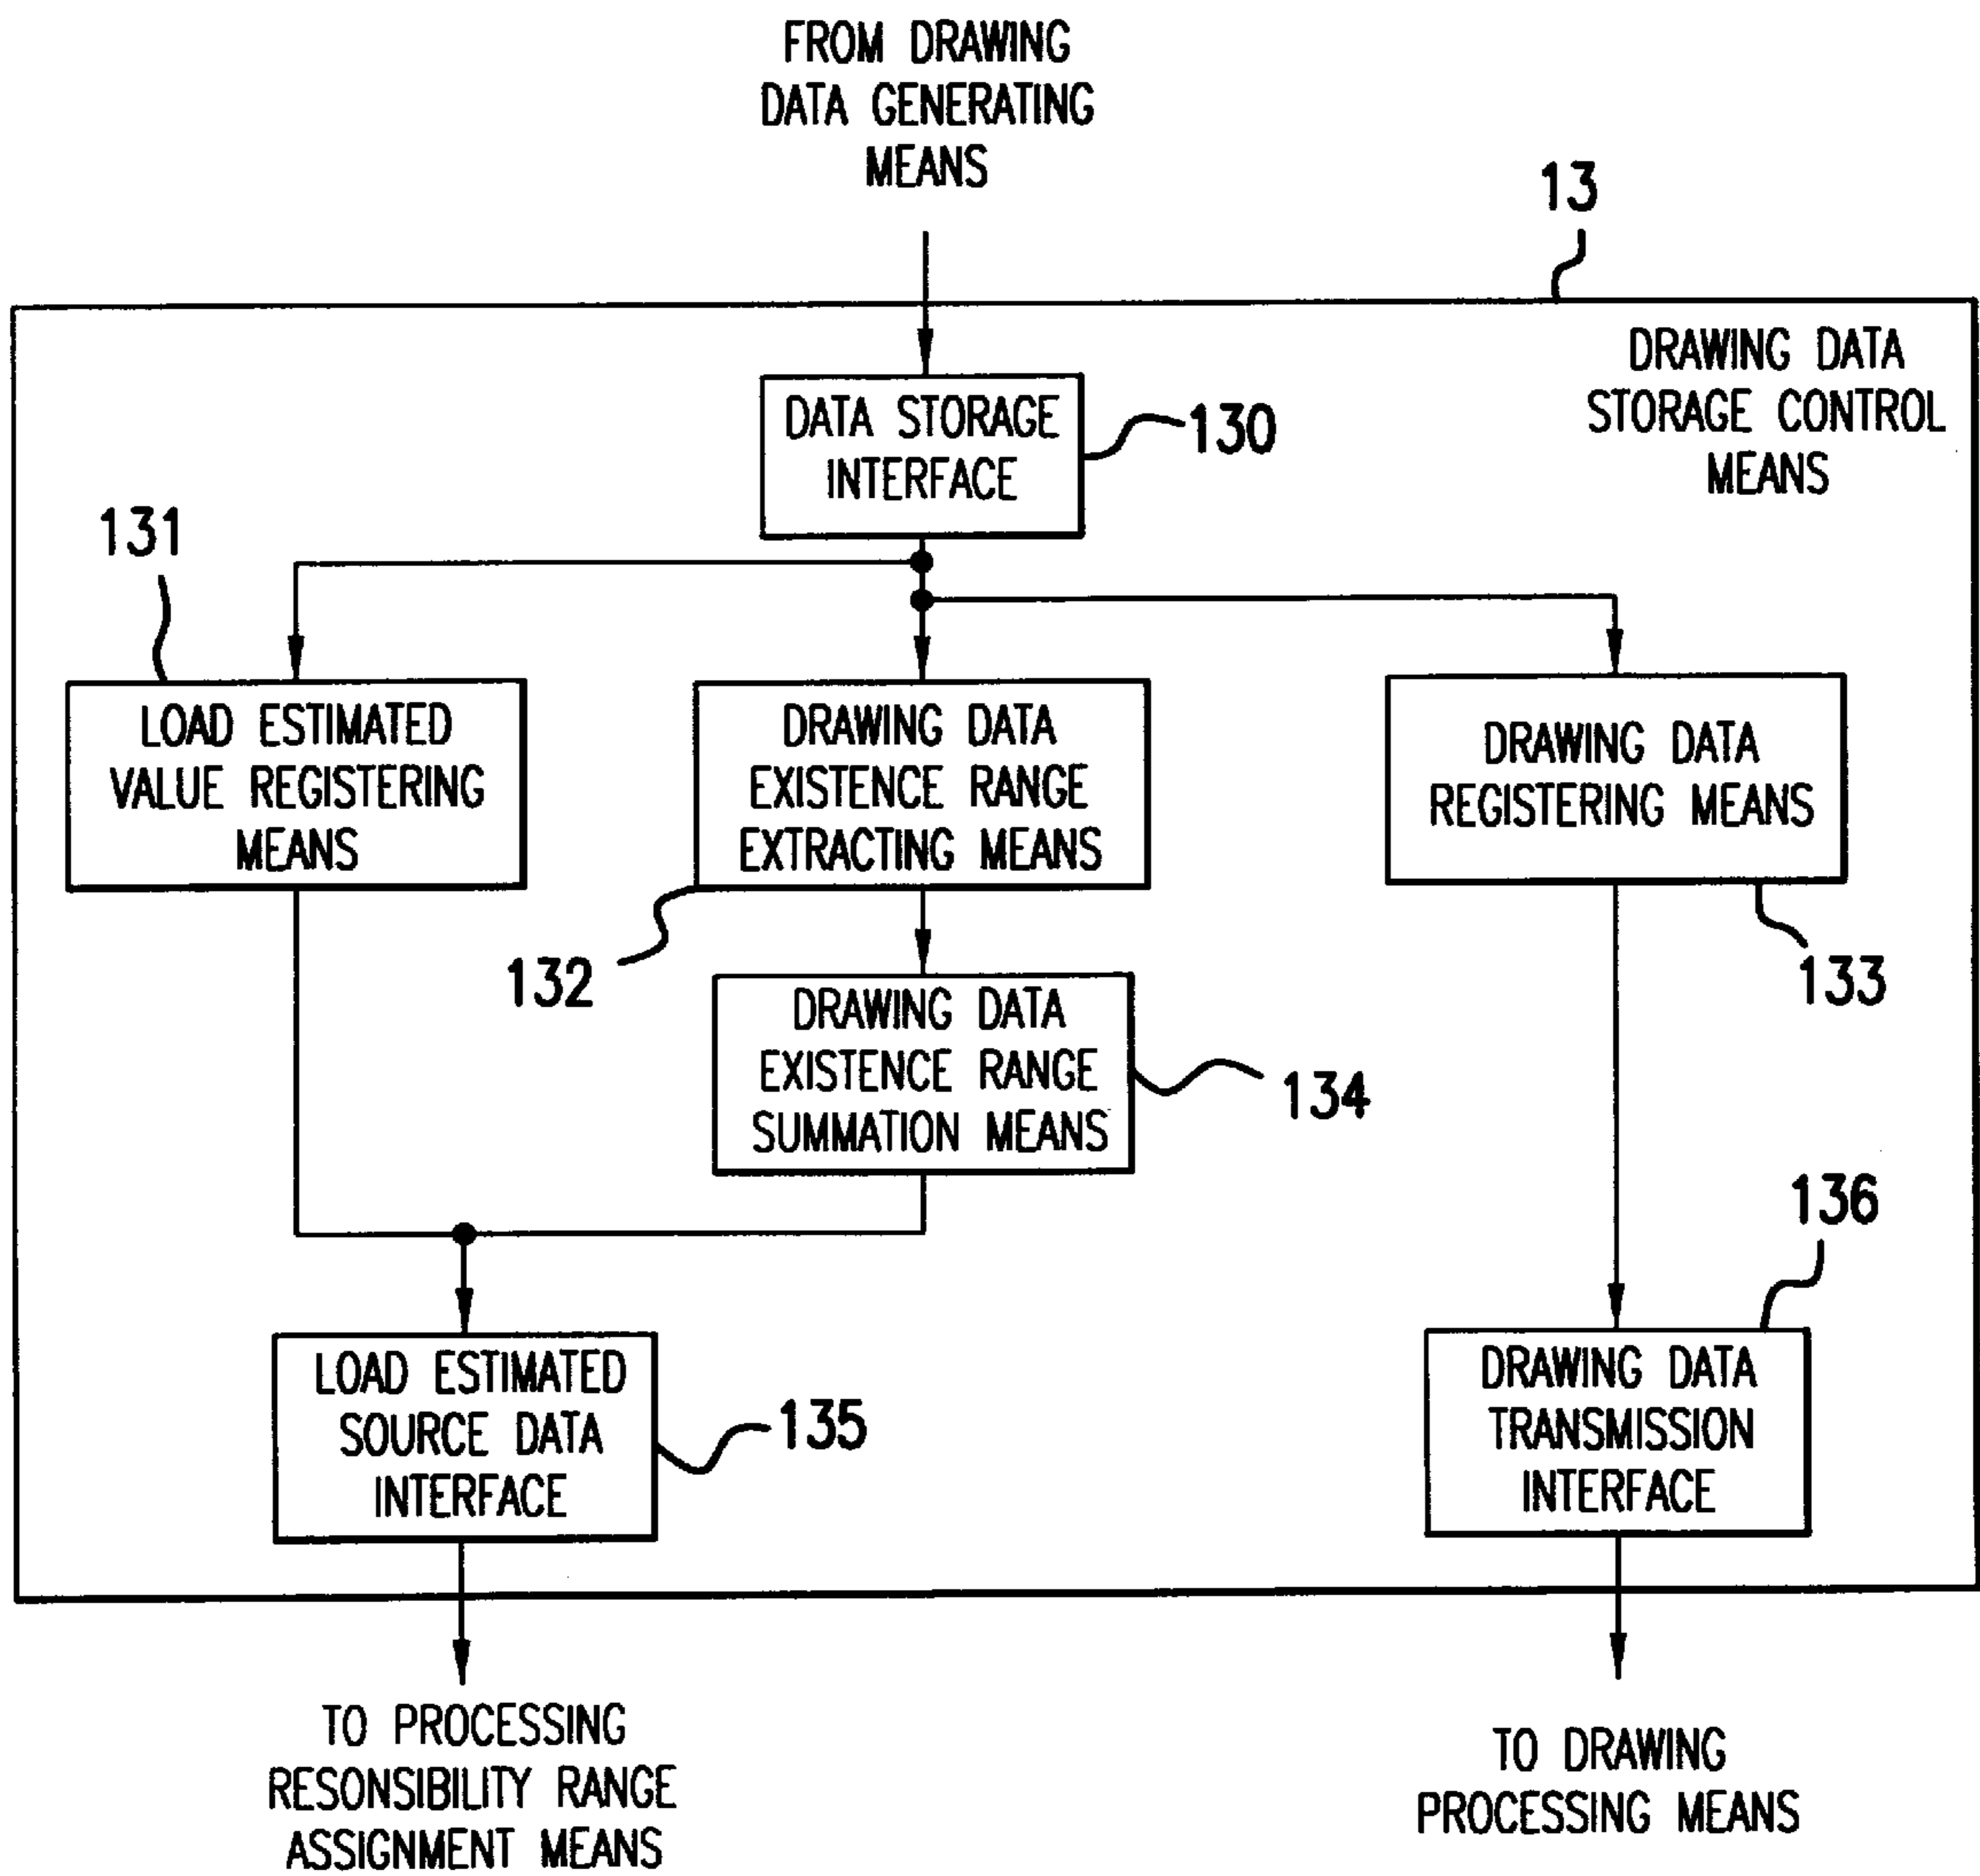 FROM DRAWING
DATA GENERATING
MEANS
13
DRAWING DATA
STORAGE CONTROL
MEANS
DATA STORAGE
INTERFACE
130
131
LOAD ESTIMATED
VALUE REGISTERING
MEANS
DRAWING DATA
EXISTENCE RANGE
EXTRACTING MEANS
DRAWING DATA
REGISTERING MEANS
132
133
DRAWING DATA
EXISTENCE RANGE
SUMMATION MEANS
134
136
LOAD ESTIMATED
SOURCE DATA
INTERFACE
135
DRAWING DATA
TRANSMISSION
INTERFACE
TO PROCESSING
RESONSIBILITY RANGE
ASSIGNMENT MEANS
TO DRAWING
PROCESSING MEANS